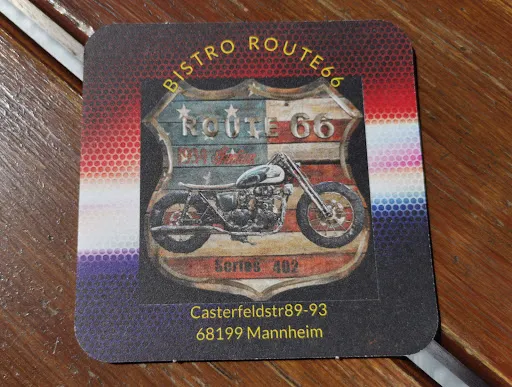 BISTRO ROUTE66
ROUTE 66
Series 402
Casterfeldstr89-93
68199 Mannheim